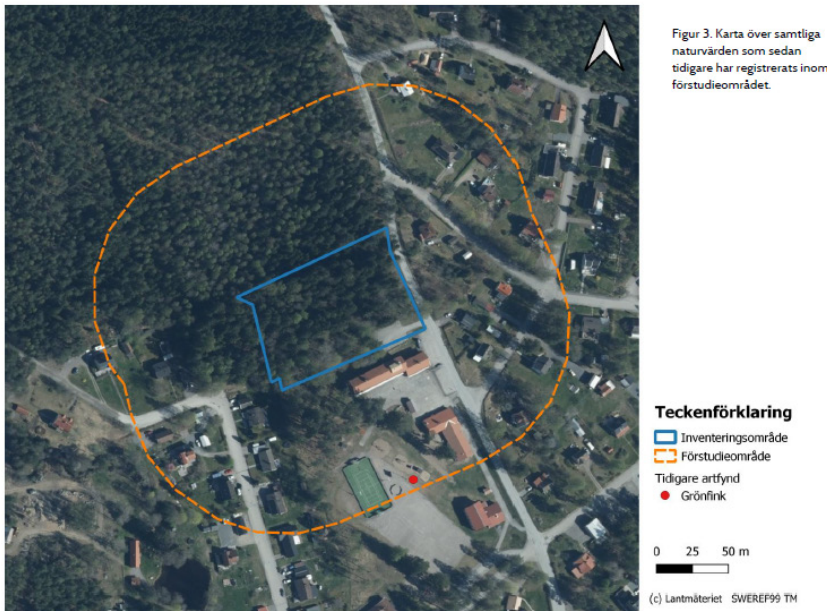 Figur 3. Karta över samtliga
naturvärden som sedan
tidigare har registrerats inom
förstudieområdet.
Teckenförklaring
Inventeringsområde
Förstudieområde
Tidigare artfynd
Grönfink
0 25 50 m
(c) Lantmäteriet SWEREF99 TM